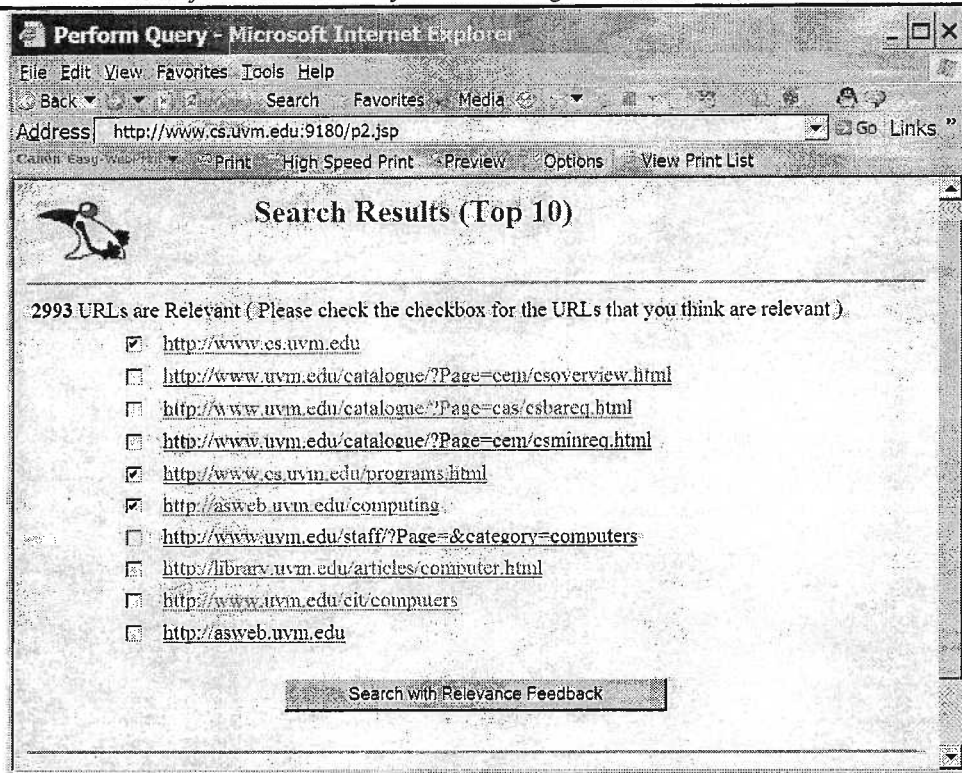 Perform Query - Microsoft Internet Explorer
File Edit View Favorites Tools Help
Back Search Favorites Media
Address http://www.cs.uvm.edu:9180/p2.jsp Go Links "
Canon Easy-WebPrint Print High Speed Print Preview Options View Print List
Search Results (Top 10)
2993 URLs are Relevant ( Please check the checkbox for the URLs that you think are relevant )
http://www.cs.uvm.edu
http://www.uvm.edu/catalogue/?Page=cem/csoverview.html
http://www.uvm.edu/catalogue/?Page=cas/csbareq.html
http://www.uvm.edu/catalogue/?Page=cem/csminreq.html
http://www.cs.uvm.edu/programs.html
http://asweb.uvm.edu/computing
http://www.uvm.edu/staff/?Page=&category=computers
http://library.uvm.edu/articles/computer.html
http://www.uvm.edu/cit/computers
http://asweb.uvm.edu
Search with Relevance Feedback